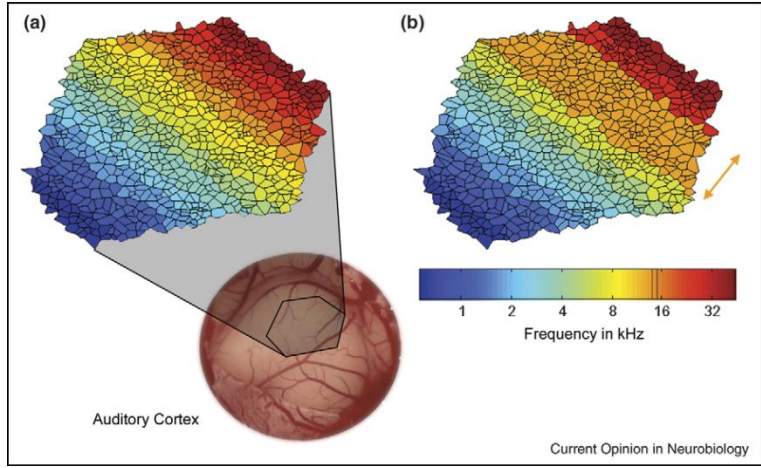 (a)
(b)
1 2 4 8 16 32
Frequency in kHz
Auditory Cortex
Current Opinion in Neurobiology